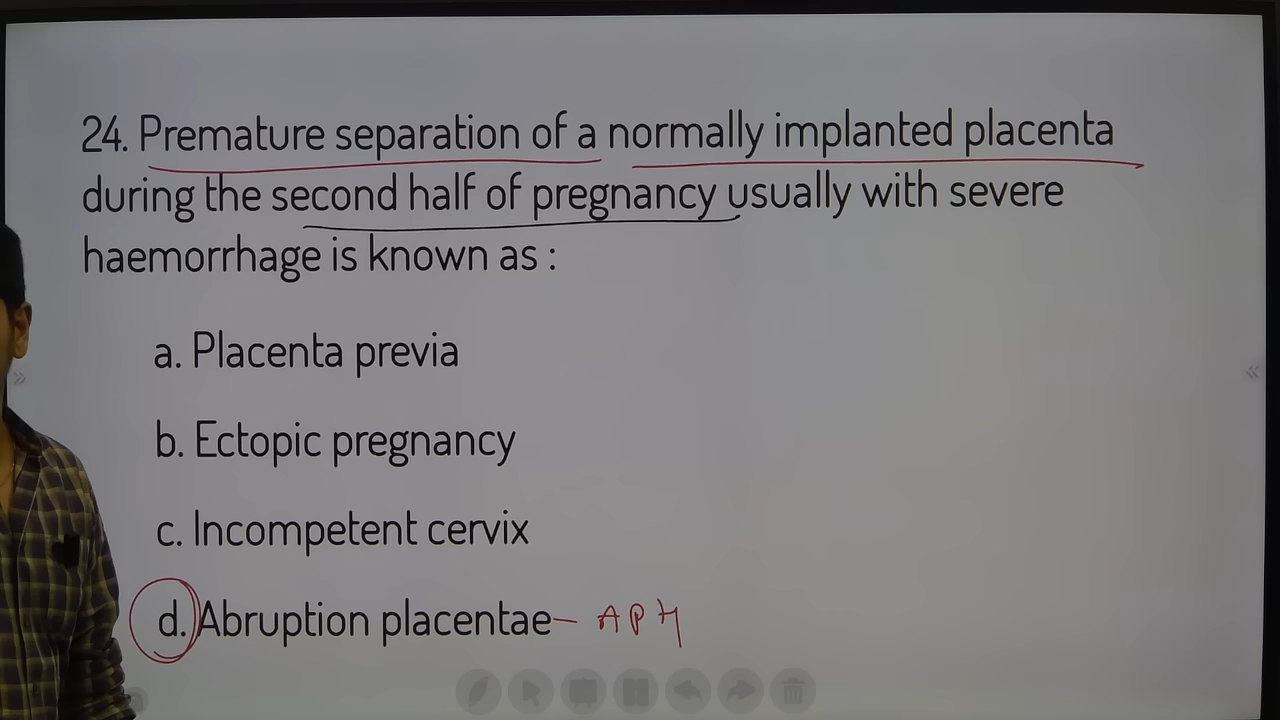 24. Premature separation of a normally implanted placenta
during the second half of pregnancy usually with severe
haemorrhage is known as :
a. Placenta previa
b. Ectopic pregnancy
c. Incompetent cervix
d. Abruption placentae – APH